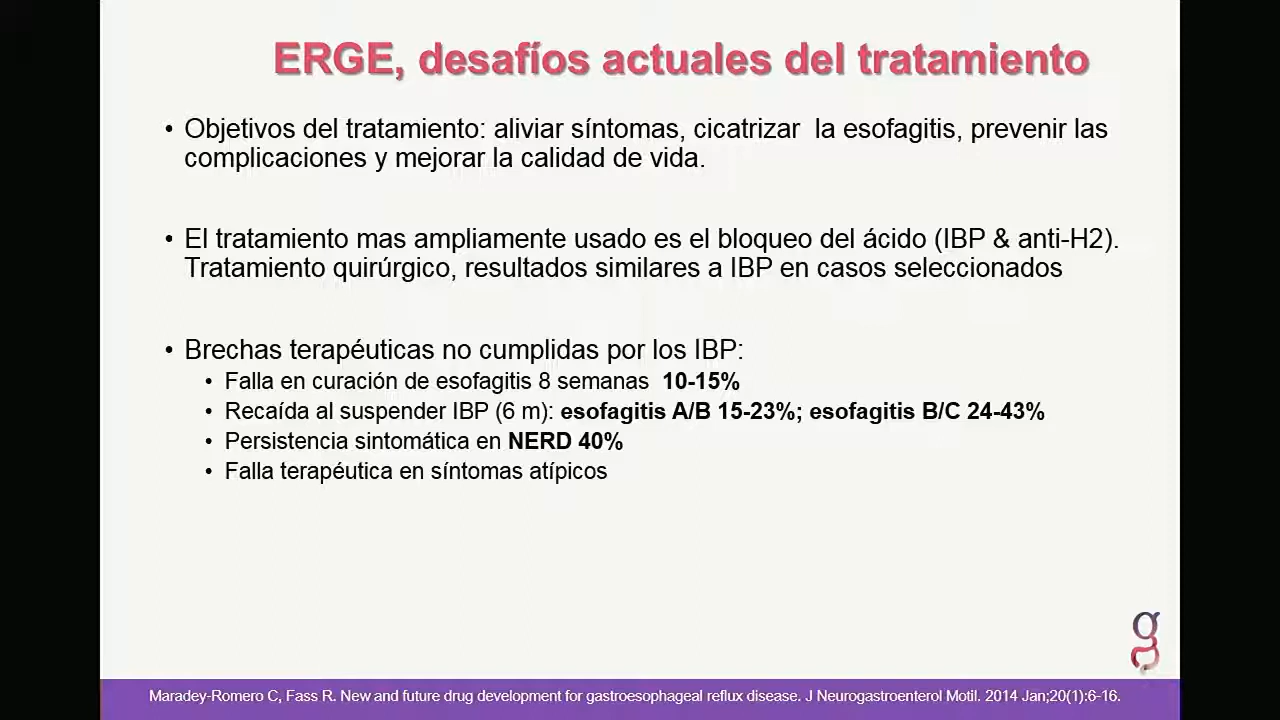 ERGE, desafíos actuales del tratamiento
• Objetivos del tratamiento: aliviar síntomas, cicatrizar la esofagitis, prevenir las
complicaciones y mejorar la calidad de vida.
• El tratamiento mas ampliamente usado es el bloqueo del ácido (IBP & anti-H2).
Tratamiento quirúrgico, resultados similares a IBP en casos seleccionados
• Brechas terapéuticas no cumplidas por los IBP:
• Falla en curación de esofagitis 8 semanas 10-15%
• Recaída al suspender IBP (6 m): esofagitis A/B 15-23%; esofagitis B/C 24-43%
• Persistencia sintomática en NERD 40%
• Falla terapéutica en síntomas atípicos
Maradey-Romero C, Fass R. New and future drug development for gastroesophageal reflux disease. J Neurogastroenterol Motil. 2014 Jan;20(1):6-16.